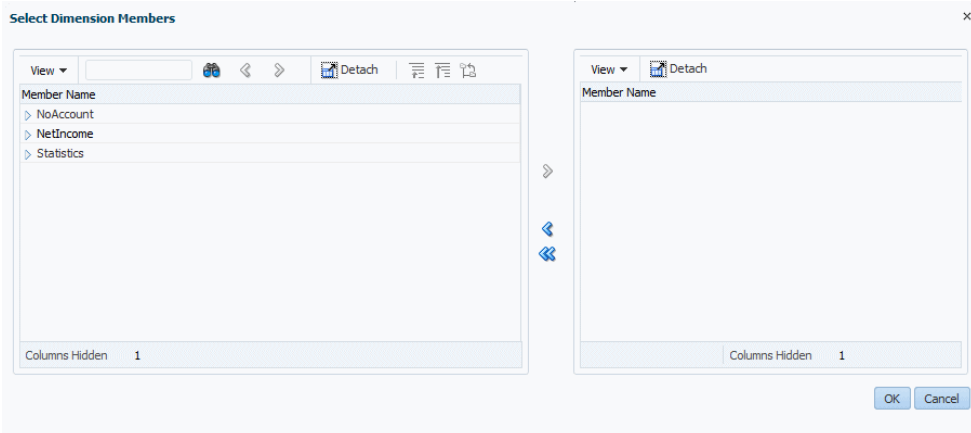 Select Dimension Members
View Detach
Member Name
NoAccount
NetIncome
Statistics
Columns Hidden 1
View Detach
Member Name
Columns Hidden 1
OK Cancel